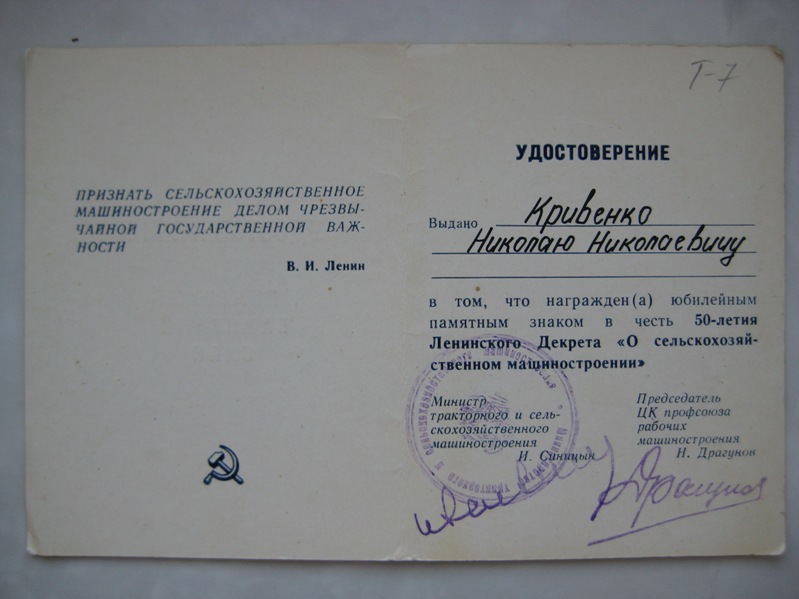 ПРИЗНАТЬ СЕЛЬСКОХОЗЯЙСТВЕННОЕ
МАШИНОСТРОЕНИЕ ДЕЛОМ ЧРЕЗВЫ-
ЧАЙНОЙ ГОСУДАРСТВЕННОЙ ВАЖ-
НОСТИ
В. И. Ленин
Т-7
УДОСТОВЕРЕНИЕ
Выдано Кривенко
Николаю Николаевичу
в том, что награжден(а) юбилейным
памятным знаком в честь 50-летия
Ленинского Декрета «О сельскохозяй-
ственном машиностроении»
Министр
тракторного и сель-
скохозяйственного
машиностроения
И. Синицын
Председатель
ЦК профсоюза
рабочих
машиностроения
Н. Драгунов
Драгунов